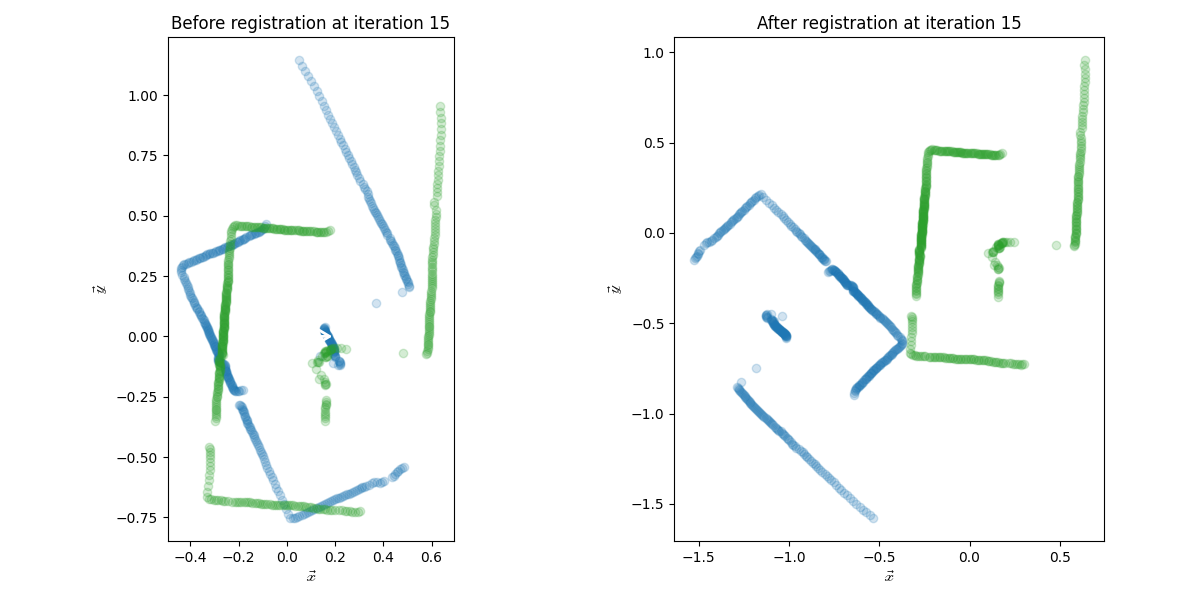 Before registration at iteration 15
1.00
0.75
0.50
0.25
0.00
−0.25
−0.50
−0.75
−0.4 −0.2 0.0 0.2 0.4 0.6
x⃗
y⃗
After registration at iteration 15
1.0
0.5
0.0
−0.5
−1.0
−1.5
−1.5 −1.0 −0.5 0.0 0.5
x⃗
y⃗